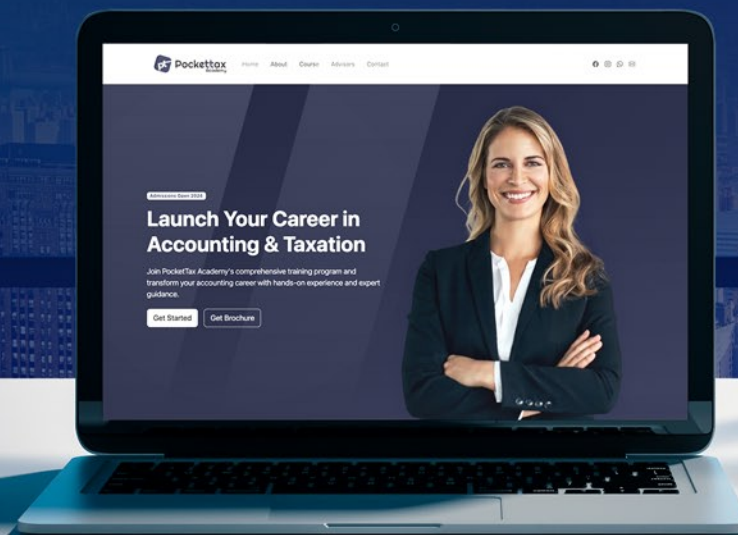 Pockettax
Academy
Home About Course Advisors Contact
Admissions Open 2025
Launch Your Career in
Accounting & Taxation
Join PocketTax Academy's comprehensive training program and
transform your accounting career with hands-on experience and expert
guidance.
Get Started Get Brochure